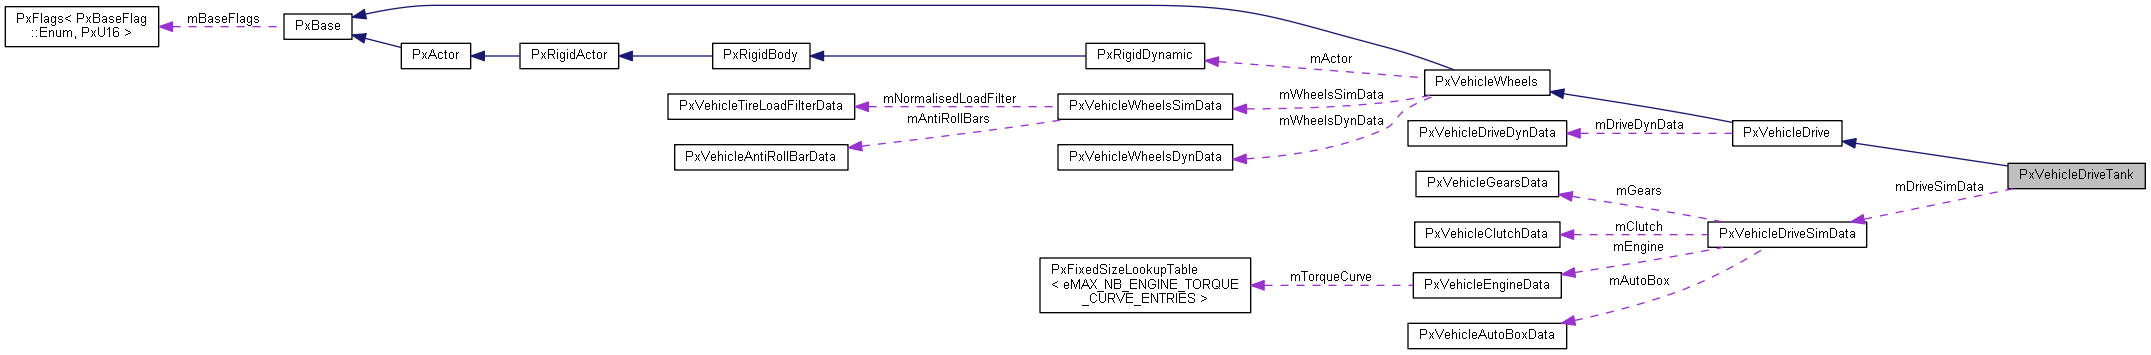 PxFlags< PxBaseFlag
::Enum, PxU16 >
mBaseFlags
PxBase
PxActor
PxRigidActor
PxRigidBody
PxRigidDynamic
mActor
PxVehicleWheels
PxVehicleTireLoadFilterData
mNormalisedLoadFilter
mAntiRollBars
PxVehicleWheelsSimData
mWheelsSimData
mWheelsDynData
PxVehicleAntiRollBarData
PxVehicleWheelsDynData
PxVehicleDriveDynData
mDriveDynData
PxVehicleDrive
PxVehicleDriveTank
mDriveSimData
PxVehicleGearsData
mGears
PxVehicleClutchData
mClutch
PxVehicleDriveSimData
mEngine
PxFixedSizeLookupTable
< eMAX_NB_ENGINE_TORQUE
_CURVE_ENTRIES >
mTorqueCurve
PxVehicleEngineData
mAutoBox
PxVehicleAutoBoxData